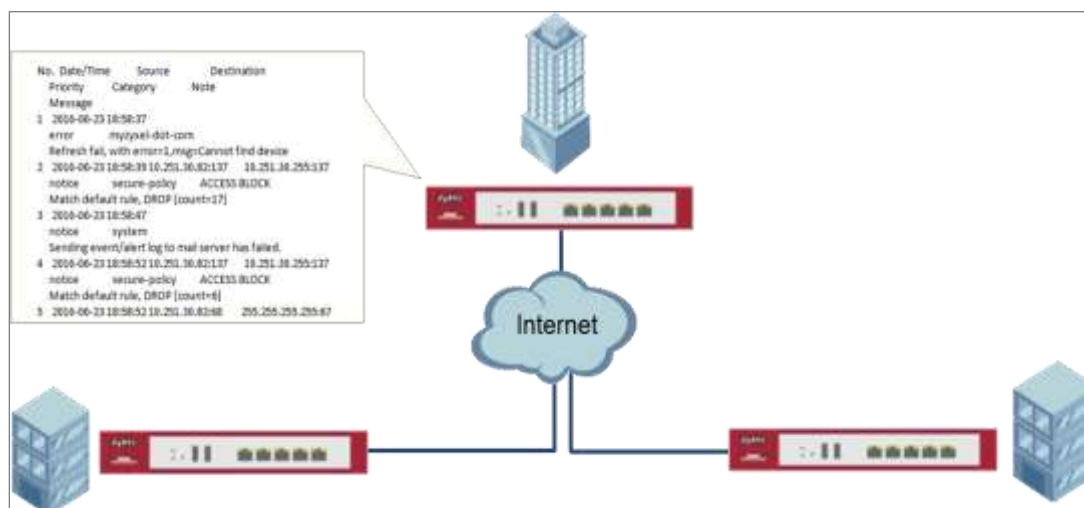 No. Date/Time Source Destination
Priority Category Note
Message
1 2016-06-23 18:58:37
error myzyxel-dot-com
Refresh fail, with error=1,msg=Cannot find device
2 2016-06-23 18:58:39 10.251.30.82:137 10.251.30.255:137
notice secure-policy ACCESS BLOCK
Match default rule, DROP [count=17]
3 2016-06-23 18:58:47
notice system
Sending event/alert log to mail server has failed.
4 2016-06-23 18:58:52 10.251.30.82:137 10.251.30.255:137
notice secure-policy ACCESS BLOCK
Match default rule, DROP [count=6]
5 2016-06-23 18:58:52 10.251.30.82:68 255.255.255.255:67
ZyXEL
Internet
ZyXEL
ZyXEL